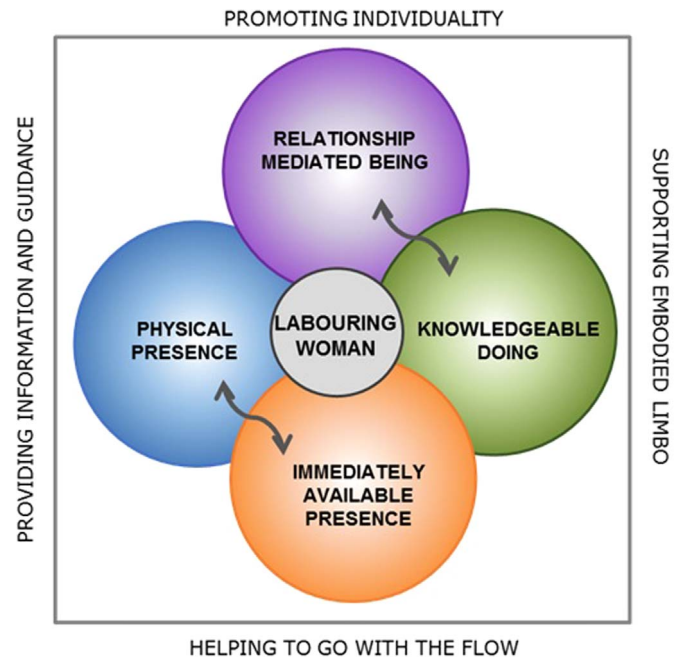 PROMOTING INDIVIDUALITY
PROVIDING INFORMATION AND GUIDANCE
RELATIONSHIP
MEDIATED BEING
PHYSICAL
PRESENCE
LABOURING
WOMAN
KNOWLEDGEABLE
DOING
IMMEDIATELY
AVAILABLE
PRESENCE
SUPPORTING EMBODIED LIMBO
HELPING TO GO WITH THE FLOW